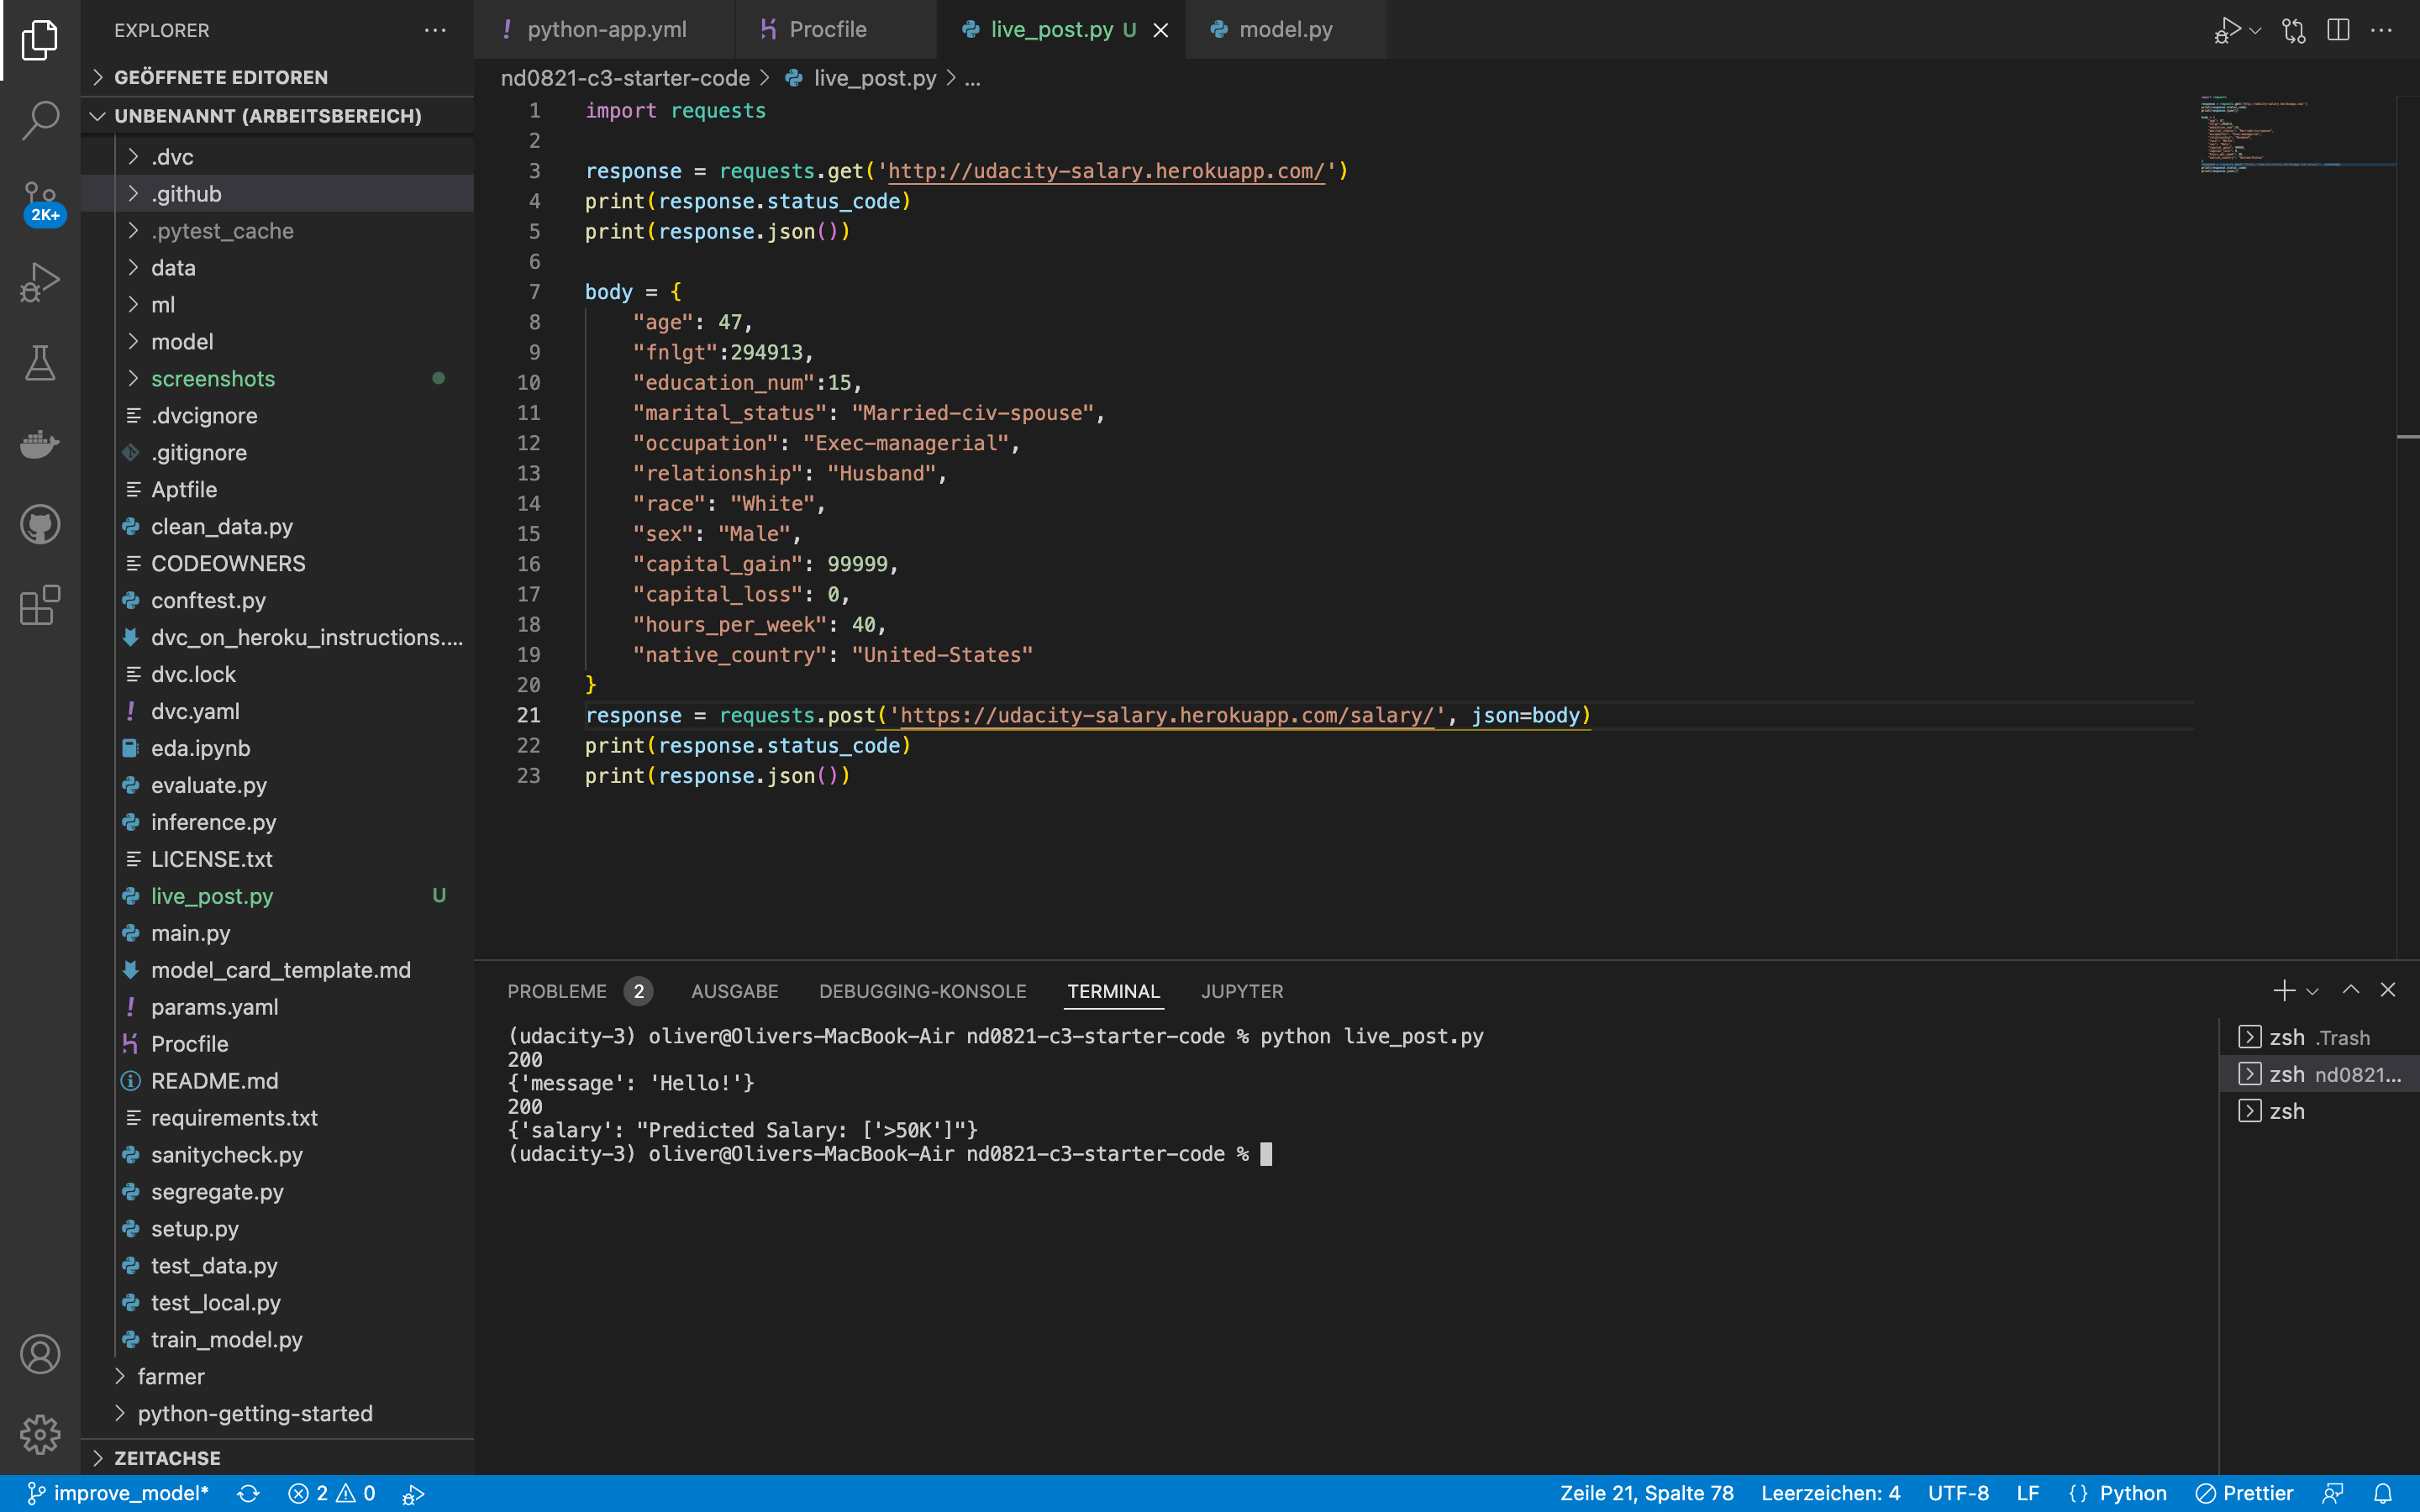 EXPLORER
GEÖFFNETE EDITOREN
UNBENANNT (ARBEITSBEREICH)
.dvc
.github
.pytest_cache
data
ml
model
screenshots
.dvcignore
.gitignore
Aptfile
clean_data.py
CODEOWNERS
conftest.py
dvc_on_heroku_instructions....
dvc.lock
dvc.yaml
eda.ipynb
evaluate.py
inference.py
LICENSE.txt
live_post.py U
main.py
model_card_template.md
params.yaml
Procfile
README.md
requirements.txt
sanitycheck.py
segregate.py
setup.py
test_data.py
test_local.py
train_model.py
farmer
python-getting-started
ZEITACHSE
2K+
python-app.yml Procfile live_post.py U model.py
nd0821-c3-starter-code > live_post.py > ...
1 import requests
2
3 response = requests.get('http://udacity-salary.herokuapp.com/')
4 print(response.status_code)
5 print(response.json())
6
7 body = {
8 "age": 47,
9 "fnlgt":294913,
10 "education_num":15,
11 "marital_status": "Married-civ-spouse",
12 "occupation": "Exec-managerial",
13 "relationship": "Husband",
14 "race": "White",
15 "sex": "Male",
16 "capital_gain": 99999,
17 "capital_loss": 0,
18 "hours_per_week": 40,
19 "native_country": "United-States"
20 }
21 response = requests.post('https://udacity-salary.herokuapp.com/salary/', json=body)
22 print(response.status_code)
23 print(response.json())
PROBLEME 2 AUSGABE DEBUGGING-KONSOLE TERMINAL JUPYTER
(udacity-3) oliver@Olivers-MacBook-Air nd0821-c3-starter-code % python live_post.py
200
{'message': 'Hello!'}
200
{'salary': "Predicted Salary: ['>50K']"}
(udacity-3) oliver@Olivers-MacBook-Air nd0821-c3-starter-code %
zsh .Trash
zsh nd0821...
zsh
improve_model* 2 0 Zeile 21, Spalte 78 Leerzeichen: 4 UTF-8 LF {} Python Prettier